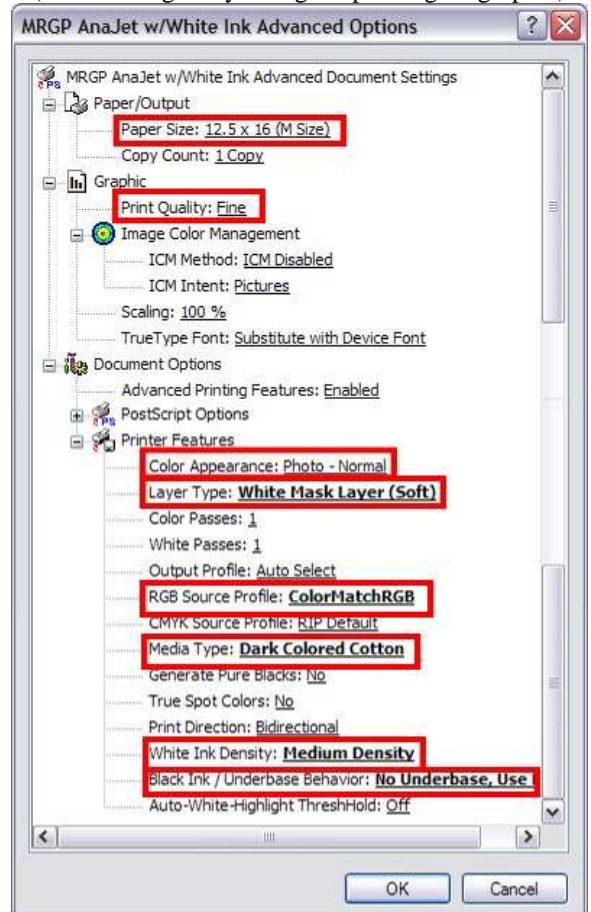 MRGP AnaJet w/White Ink Advanced Options
MRGP AnaJet w/White Ink Advanced Document Settings
Paper/Output
Paper Size: 12.5 x 16 (M Size)
Copy Count: 1 Copy
Graphic
Print Quality: Fine
Image Color Management
ICM Method: ICM Disabled
ICM Intent: Pictures
Scaling: 100 %
TrueType Font: Substitute with Device Font
Document Options
Advanced Printing Features: Enabled
PostScript Options
Printer Features
Color Appearance: Photo - Normal
Layer Type: White Mask Layer (Soft)
Color Passes: 1
White Passes: 1
Output Profile: Auto Select
RGB Source Profile: ColorMatchRGB
CMYK Source Profile: RIP Default
Media Type: Dark Colored Cotton
Generate Pure Blacks: No
True Spot Colors: No
Print Direction: Bidirectional
White Ink Density: Medium Density
Black Ink / Underbase Behavior: No Underbase, Use
Auto-White-Highlight ThreshHold: Off
OK Cancel